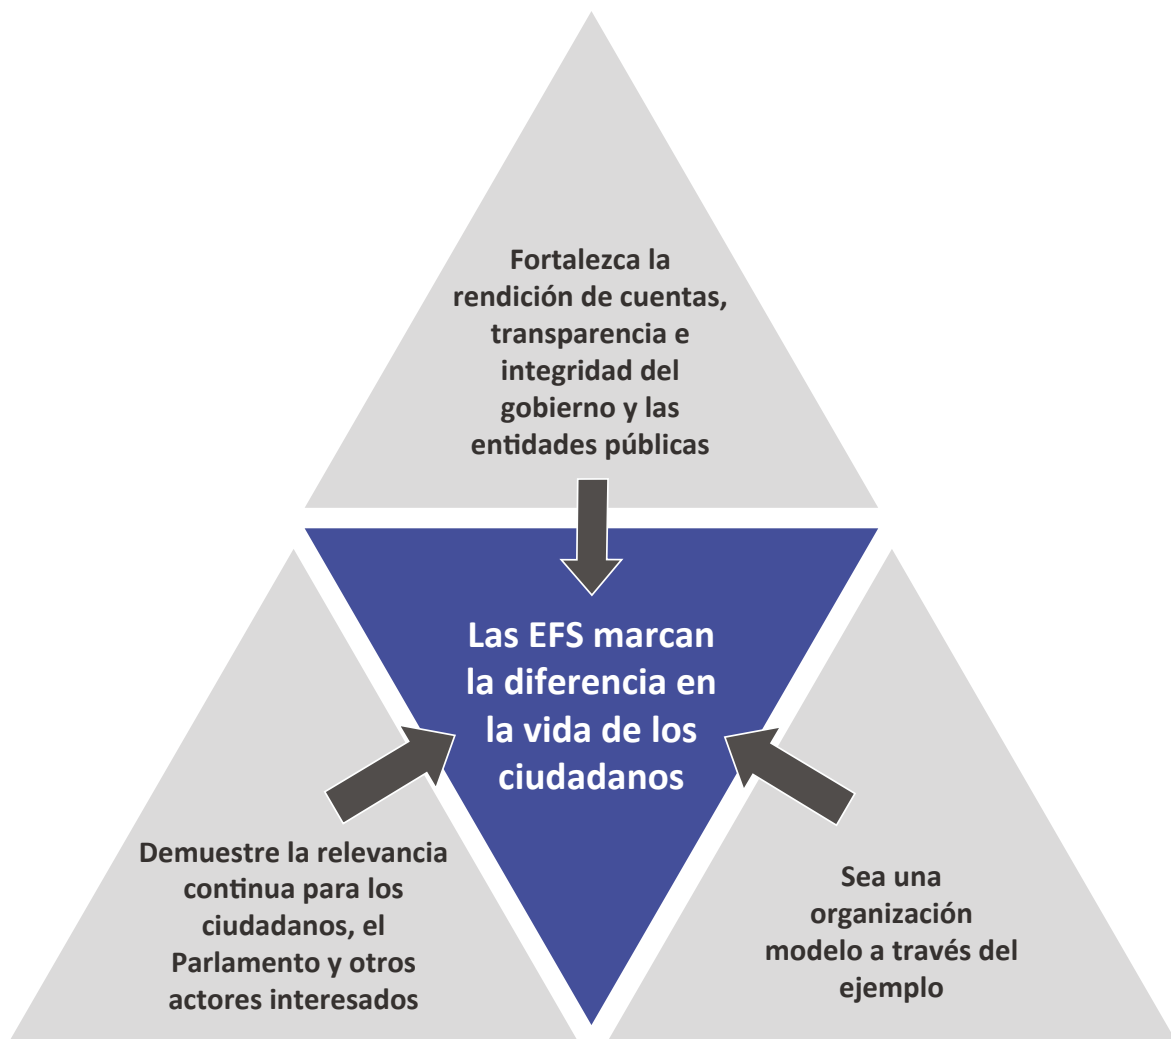 Fortalezca la
rendición de cuentas,
transparencia e
integridad del
gobierno y las
entidades públicas
Las EFS marcan
la diferencia en
la vida de los
ciudadanos
Demuestre la relevancia
continua para los
ciudadanos, el
Parlamento y otros
actores interesados
Sea una
organización
modelo a través del
ejemplo